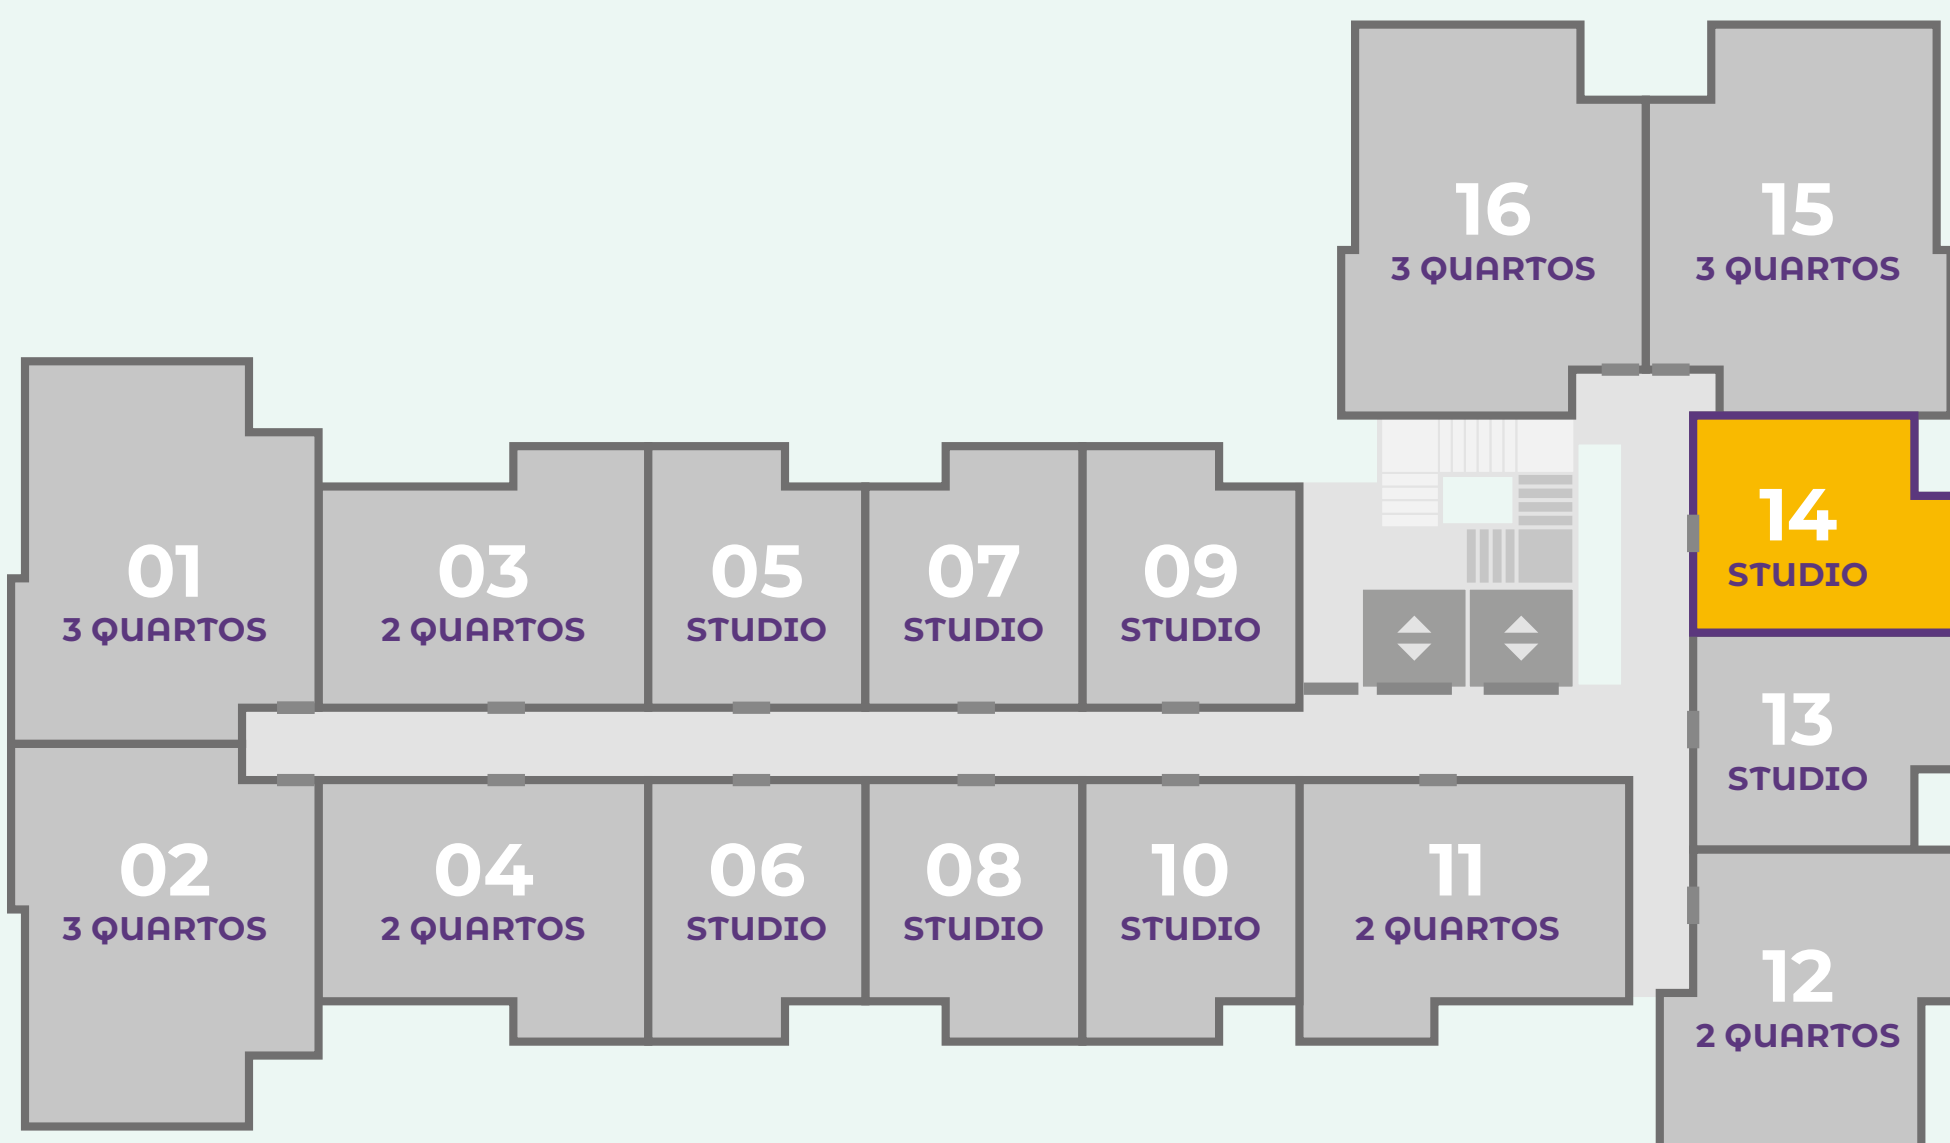 16
3 QUARTOS
15
3 QUARTOS
14
STUDIO
01
3 QUARTOS
03
2 QUARTOS
05
STUDIO
07
STUDIO
09
STUDIO
13
STUDIO
02
3 QUARTOS
04
2 QUARTOS
06
STUDIO
08
STUDIO
10
STUDIO
11
2 QUARTOS
12
2 QUARTOS